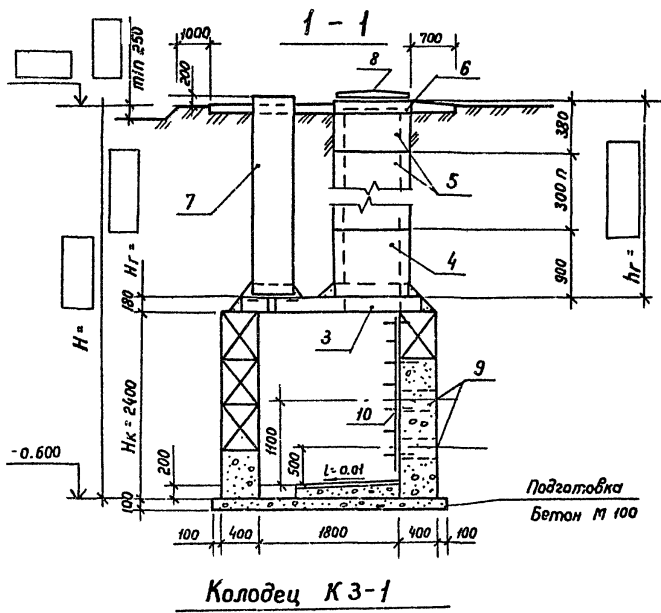 1 - 1
1000
700
min 250
200
8
6
380
5
300 п
7
4
900
Hг =
hг =
180
3
H =
Hк = 2400
9
10
1100
500
-0.600
200
i = 0.01
100
Подготовка
Бетон М 100
100
400
1800
400
100
Колодец К 3-1